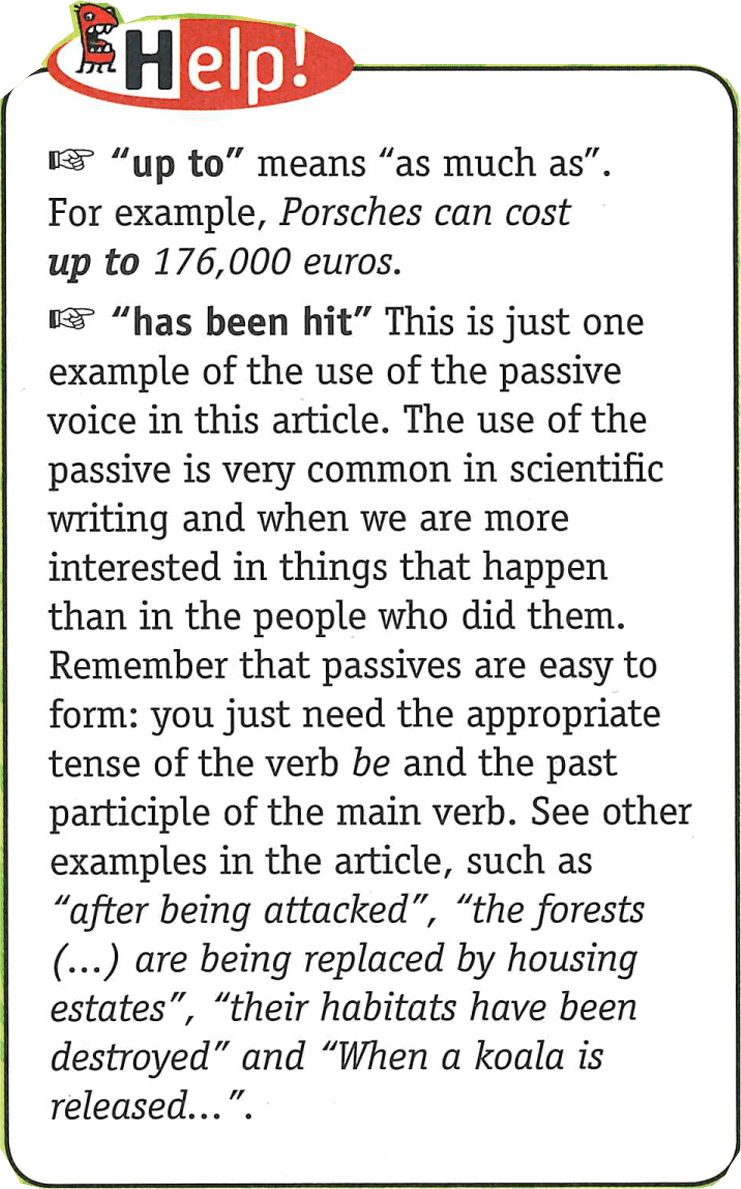 Help!
☞ “up to” means “as much as”.
For example, Porsches can cost
up to 176,000 euros.
☞ “has been hit” This is just one
example of the use of the passive
voice in this article. The use of the
passive is very common in scientific
writing and when we are more
interested in things that happen
than in the people who did them.
Remember that passives are easy to
form: you just need the appropriate
tense of the verb be and the past
participle of the main verb. See other
examples in the article, such as
“after being attacked”, “the forests
(...) are being replaced by housing
estates”, “their habitats have been
destroyed” and “When a koala is
released...”.